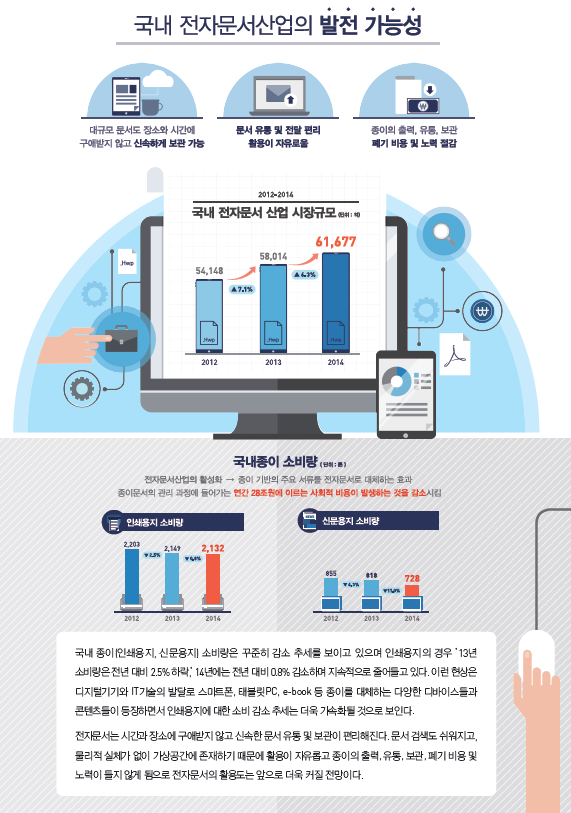 국내 전자문서산업의 발전 가능성
대규모 문서도 장소와 시간에
구애받지 않고 신속하게 보관 가능
문서 유통 및 전달 편리
활용이 자유로움
종이의 출력, 유통, 보관
폐기 비용 및 노력 절감
2012-2014
국내 전자문서 산업 시장규모 (단위 : 억)
54,148
58,014
61,677
▲ 7.1%
▲ 6.3%
.Hwp
.Hwp
.Hwp
.Hwp
2012
2013
2014
국내종이 소비량 (단위 : 톤)
전자문서산업의 활성화 → 종이 기반의 주요 서류를 전자문서로 대체하는 효과
종이문서의 관리 과정에 들어가는 연간 28조원에 이르는 사회적 비용이 발생하는 것을 감소시킴
인쇄용지 소비량
2,203
2,149
2,132
▼2.5%
▼0.8%
2012
2013
2014
신문용지 소비량
855
818
728
2012
2013
2014
국내 종이(인쇄용지, 신문용지) 소비량은 꾸준히 감소 추세를 보이고 있으며 인쇄용지의 경우 '13년
소비량은 전년 대비 2.5% 하락,' 14년에는 전년 대비 0.8% 감소하며 지속적으로 줄어들고 있다. 이런 현상은
디지털기기와 IT기술의 발달로 스마트폰, 태블릿PC, e-book 등 종이를 대체하는 다양한 디바이스들과
콘텐츠들이 등장하면서 인쇄용지에 대한 소비 감소 추세는 더욱 가속화될 것으로 보인다.
전자문서는 시간과 장소에 구애받지 않고 신속한 문서 유통 및 보관이 편리해진다. 문서 검색도 쉬워지고,
물리적 실체가 없이 가상공간에 존재하기 때문에 활용이 자유롭고 종이의 출력, 유통, 보관, 폐기 비용 및
노력이 들지 않게 됨으로 전자문서의 활용도는 앞으로 더욱 커질 전망이다.